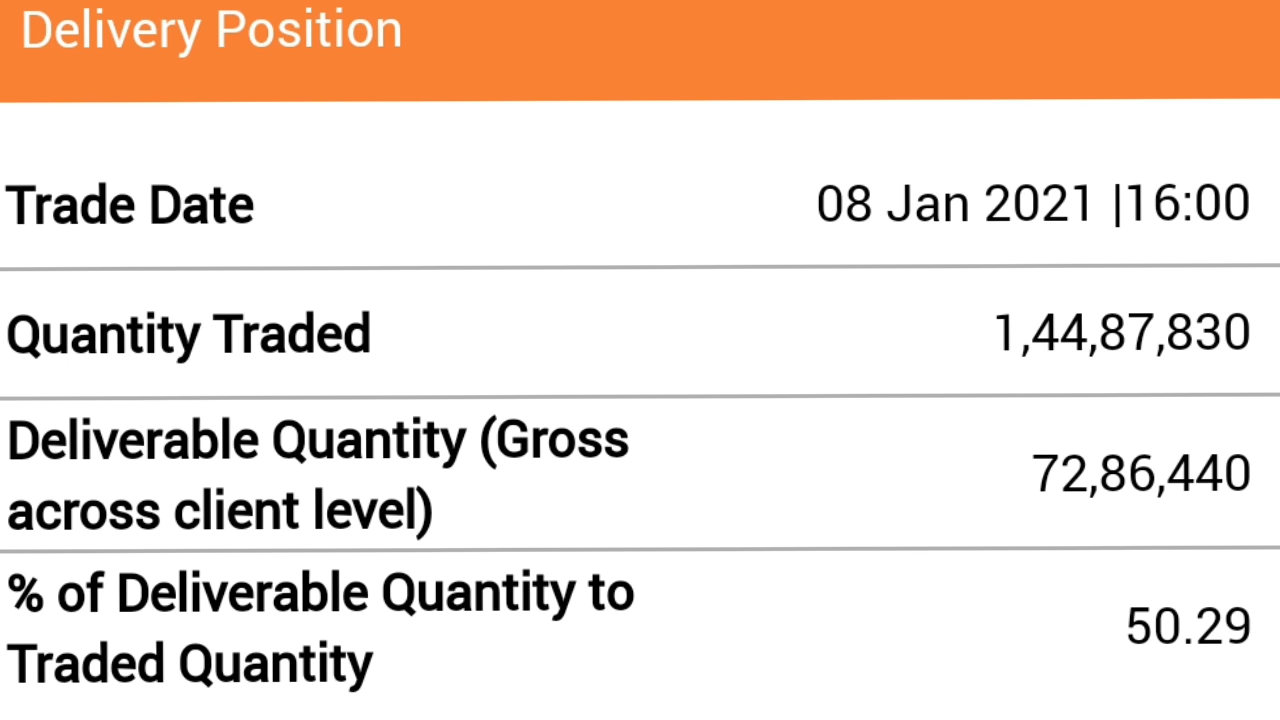 Delivery Position
Trade Date 08 Jan 2021 |16:00
Quantity Traded 1,44,87,830
Deliverable Quantity (Gross
across client level) 72,86,440
% of Deliverable Quantity to
Traded Quantity 50.29